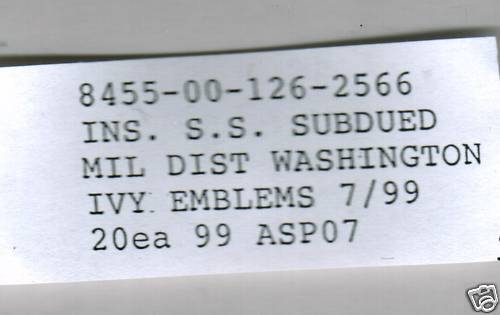 8455-00-126-2566
INS. S.S. SUBDUED
MIL DIST WASHINGTON
IVY EMBLEMS 7/99
20ea 99 ASP07